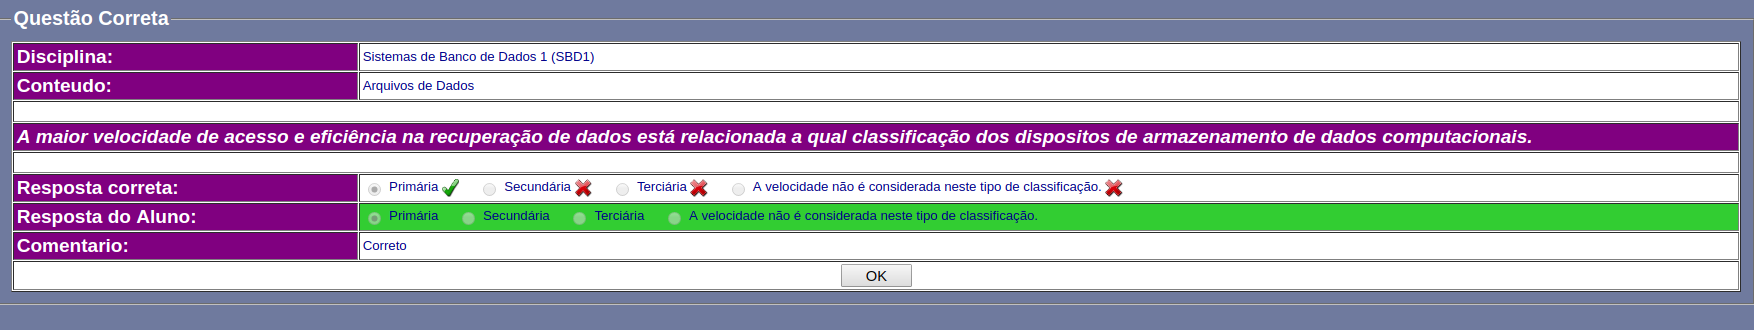 Questão Correta
Disciplina: Sistemas de Banco de Dados 1 (SBD1)
Conteudo: Arquivos de Dados
A maior velocidade de acesso e eficiência na recuperação de dados está relacionada a qual classificação dos dispositos de armazenamento de dados computacionais.
Resposta correta: Primária Secundária Terciária A velocidade não é considerada neste tipo de classificação.
Resposta do Aluno: Primária Secundária Terciária A velocidade não é considerada neste tipo de classificação.
Comentario: Correto
OK